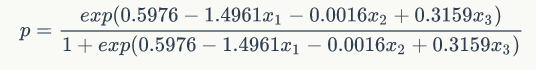 p = exp(0.5976 − 1.4961x₁ − 0.0016x₂ + 0.3159x₃) / 1 + exp(0.5976 − 1.4961x₁ − 0.0016x₂ + 0.3159x₃)